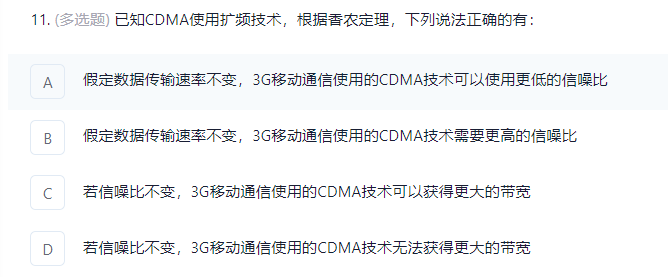 11. (多选题) 已知CDMA使用扩频技术，根据香农定理，下列说法正确的有：
A 假定数据传输速率不变，3G移动通信使用的CDMA技术可以使用更低的信噪比
B 假定数据传输速率不变，3G移动通信使用的CDMA技术需要更高的信噪比
C 若信噪比不变，3G移动通信使用的CDMA技术可以获得更大的带宽
D 若信噪比不变，3G移动通信使用的CDMA技术无法获得更大的带宽